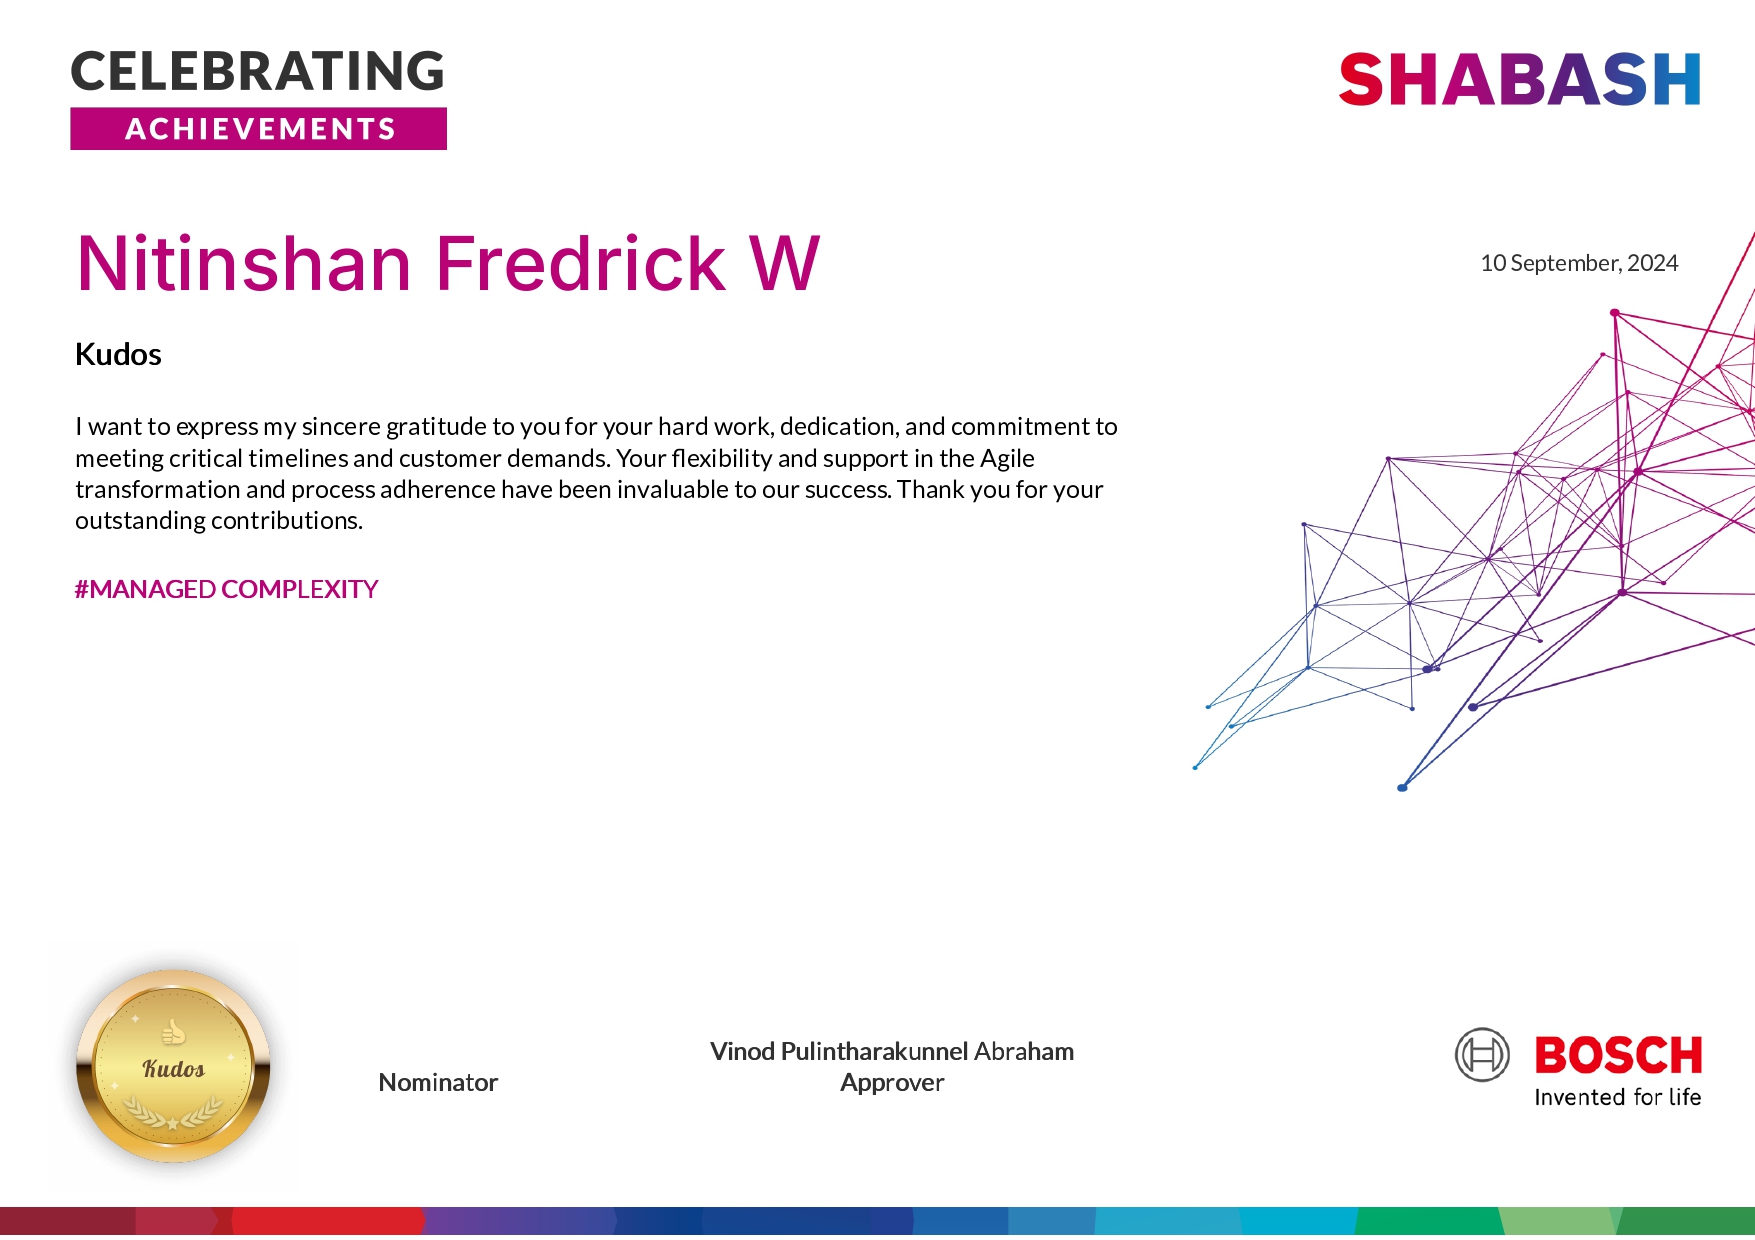 CELEBRATING
ACHIEVEMENTS
SHABASH
Nitinshan Fredrick W
10 September, 2024
Kudos
I want to express my sincere gratitude to you for your hard work, dedication, and commitment to
meeting critical timelines and customer demands. Your flexibility and support in the Agile
transformation and process adherence have been invaluable to our success. Thank you for your
outstanding contributions.
#MANAGED COMPLEXITY
Kudos
Nominator
Vinod Pulintharakunnel Abraham
Approver
BOSCH
Invented for life